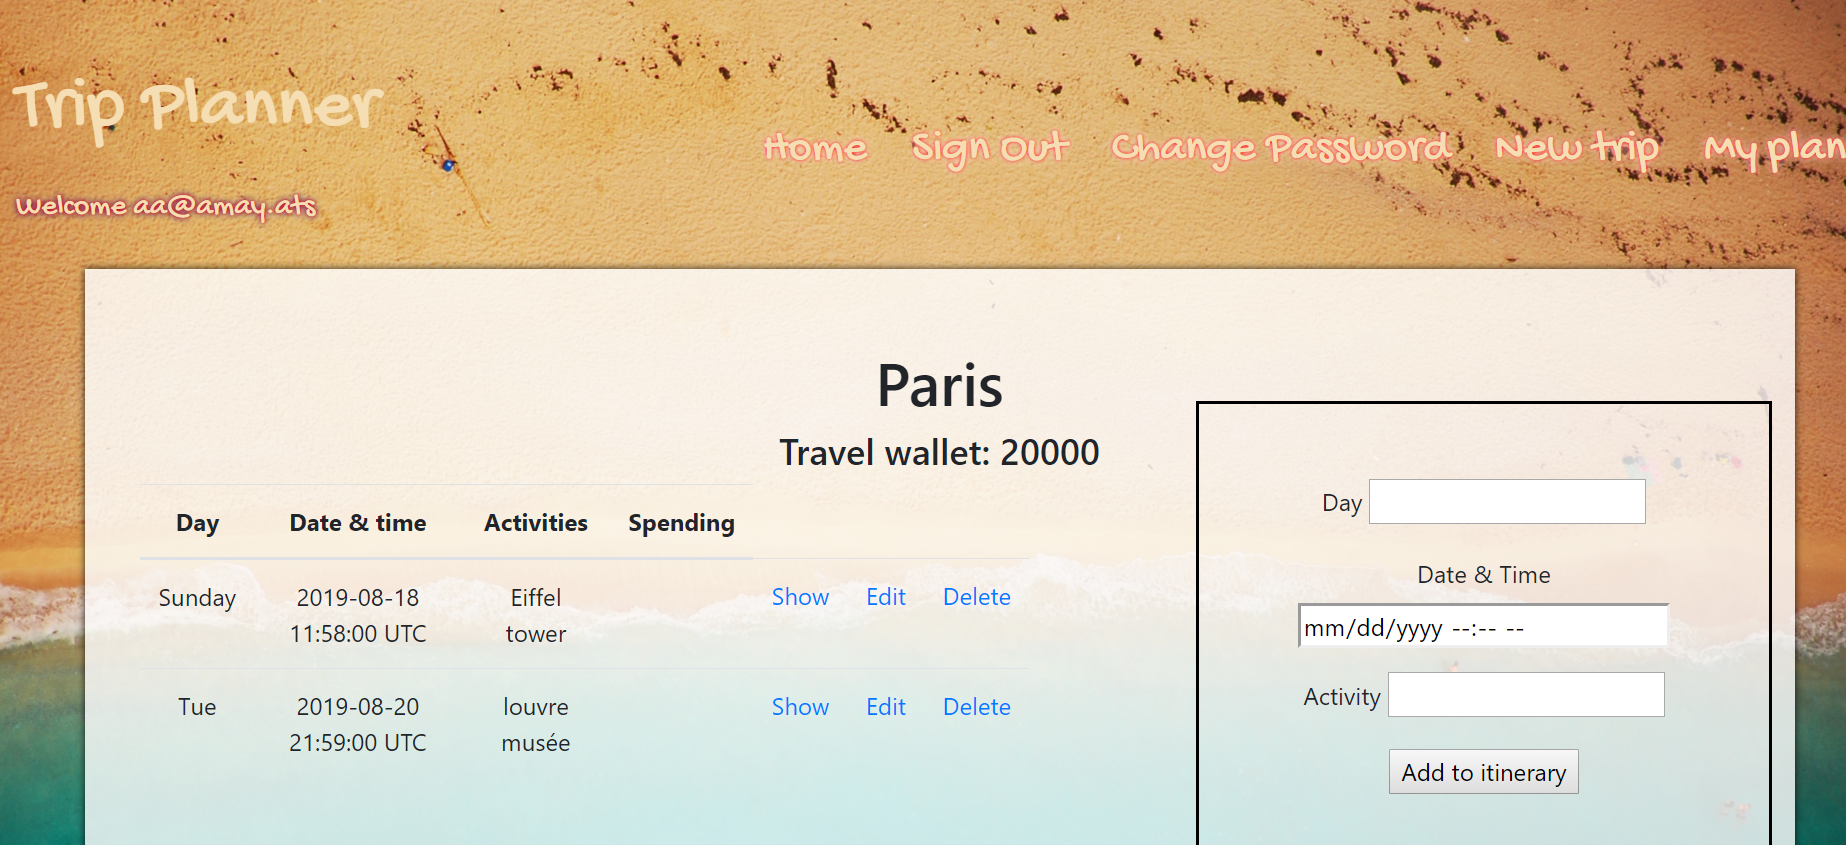 Trip Planner
Home Sign Out Change Password New trip My plan
Welcome aa@amay.ats
Paris
Travel wallet: 20000
Day Date & time Activities Spending
Sunday 2019-08-18 Eiffel Show Edit Delete
11:58:00 UTC tower
Tue 2019-08-20 louvre Show Edit Delete
21:59:00 UTC musée
Day
Date & Time
mm/dd/yyyy --:-- --
Activity
Add to itinerary